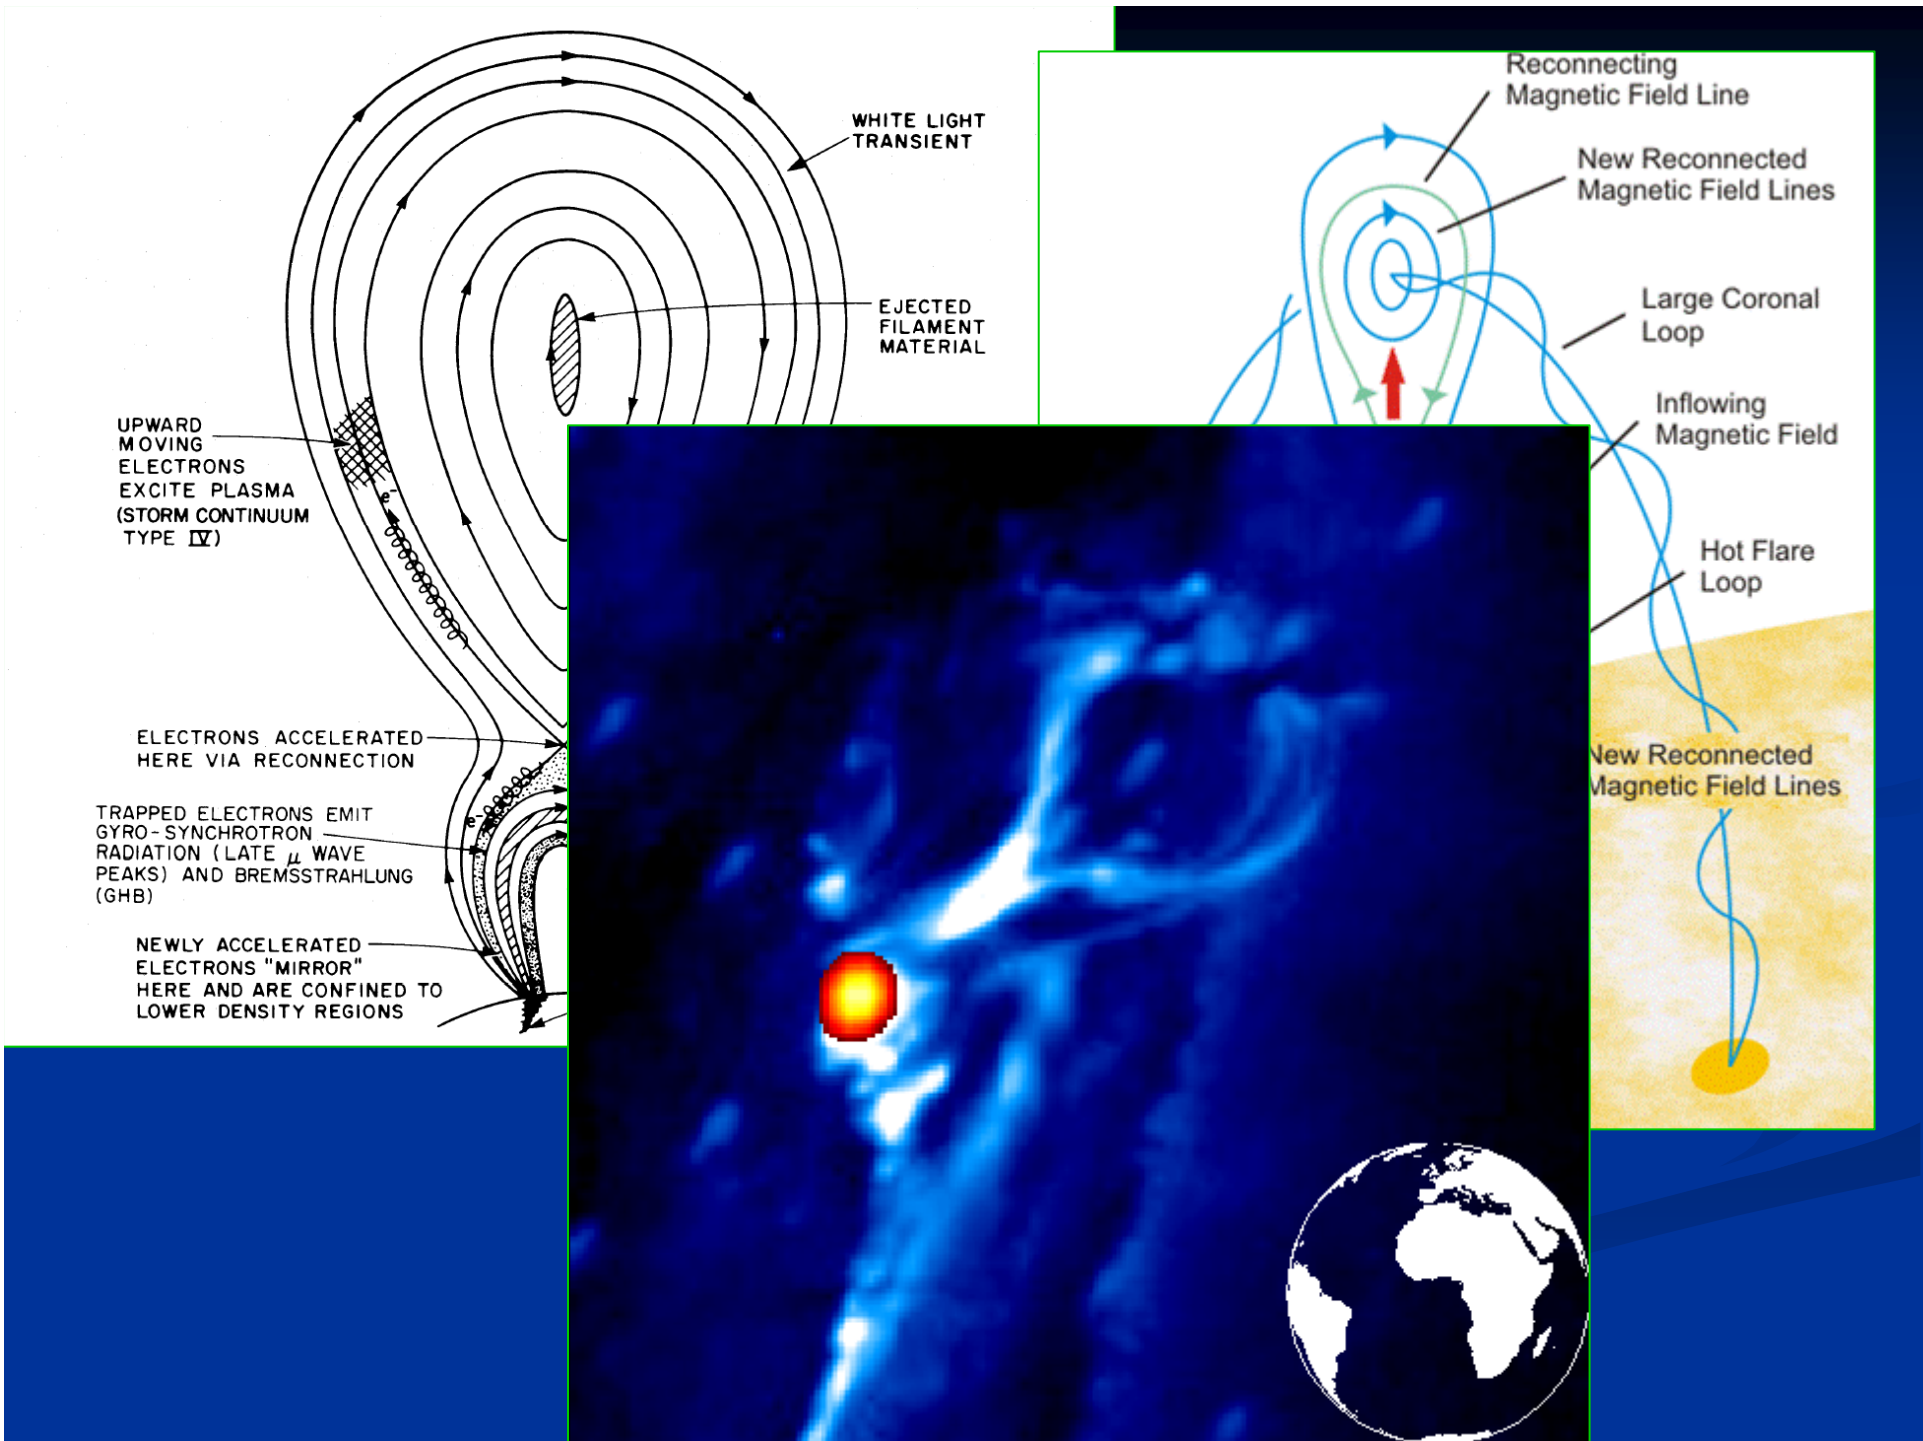 WHITE LIGHT
TRANSIENT
EJECTED
FILAMENT
MATERIAL
UPWARD
MOVING
ELECTRONS
EXCITE PLASMA
(STORM CONTINUUM
TYPE IV)
e-
ELECTRONS ACCELERATED
HERE VIA RECONNECTION
e-
TRAPPED ELECTRONS EMIT
GYRO-SYNCHROTRON
RADIATION (LATE μ WAVE
PEAKS) AND BREMSSTRAHLUNG
(GHB)
NEWLY ACCELERATED
ELECTRONS "MIRROR"
HERE AND ARE CONFINED TO
LOWER DENSITY REGIONS
Reconnecting
Magnetic Field Line
New Reconnected
Magnetic Field Lines
Large Coronal
Loop
Inflowing
Magnetic Field
Hot Flare
Loop
New Reconnected
Magnetic Field Lines